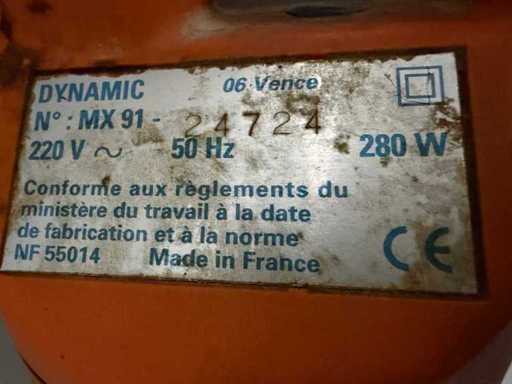 DYNAMIC 06 Vence
N° : MX 91 - 24724
220 V ~ 50 Hz 280 W
Conforme aux règlements du
ministère du travail à la date
de fabrication et à la norme
NF 55014 Made in France
CE